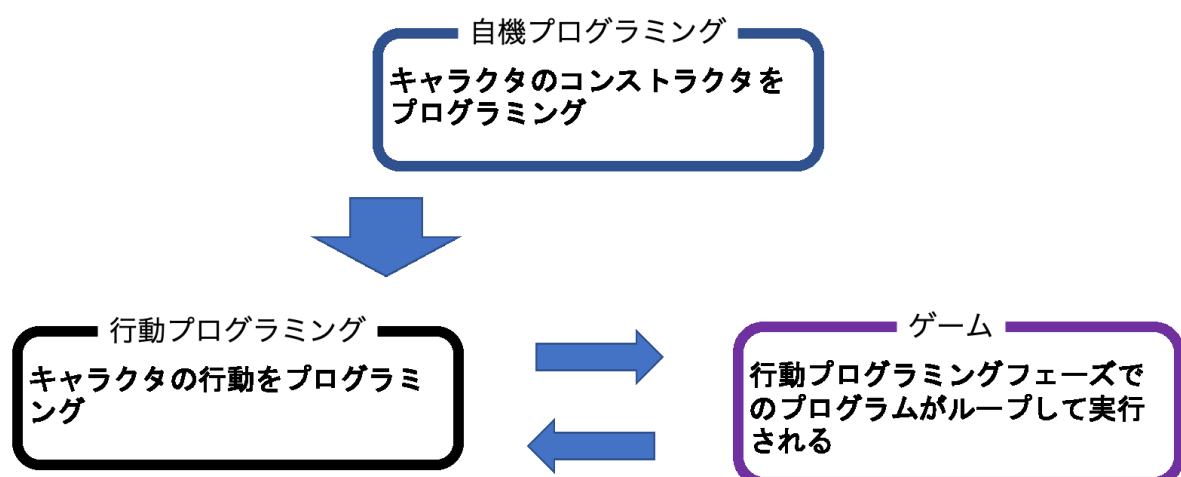 自機プログラミング
キャラクタのコンストラクタを
プログラミング
行動プログラミング
キャラクタの行動をプログラミ
ング
ゲーム
行動プログラミングフェーズで
のプログラムがループして実行
される